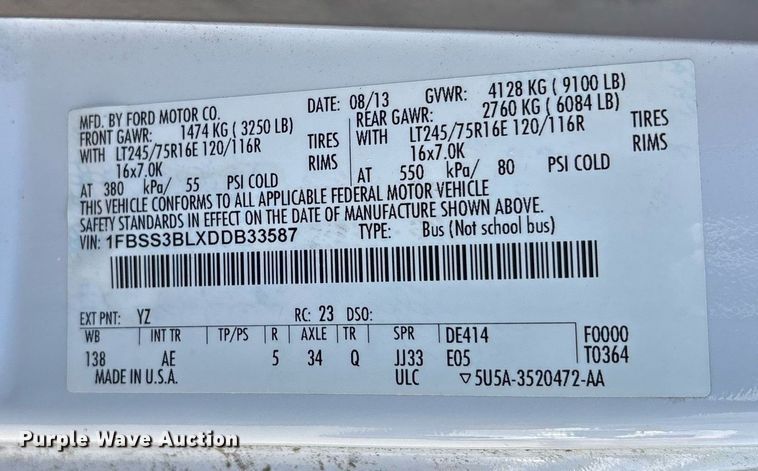 MFD. BY FORD MOTOR CO. DATE: 08/13 GVWR: 4128 KG ( 9100 LB)
FRONT GAWR: 1474 KG ( 3250 LB) REAR GAWR: 2760 KG ( 6084 LB)
WITH LT245/75R16E 120/116R TIRES WITH LT245/75R16E 120/116R TIRES
16x7.0K RIMS 16x7.0K RIMS
AT 380 kPa/ 55 PSI COLD AT 550 kPa/ 80 PSI COLD
THIS VEHICLE CONFORMS TO ALL APPLICABLE FEDERAL MOTOR VEHICLE
SAFETY STANDARDS IN EFFECT ON THE DATE OF MANUFACTURE SHOWN ABOVE.
VIN: 1FBSS3BLXDDB33587 TYPE: Bus (Not school bus)
EXT PNT: YZ RC: 23 DSO:
WB INT TR TP/PS R AXLE TR SPR DE414 F0000
138 AE 5 34 Q JJ33 E05 T0364
MADE IN U.S.A. ULC ▽5U5A-3520472-AA
Purple Wave Auction